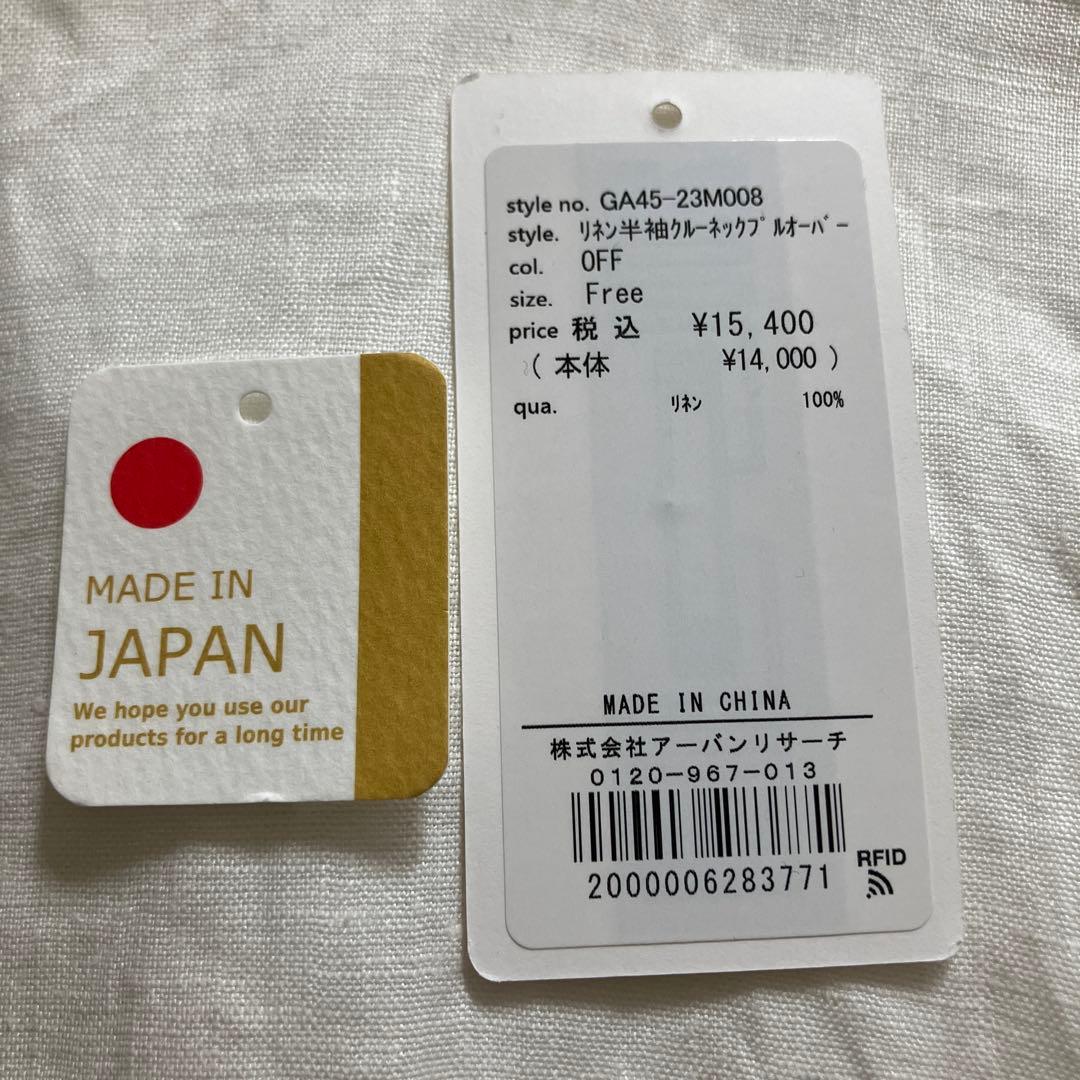 MADE IN
JAPAN
We hope you use our
products for a long time
style no. GA45-23M008
style. ﾘﾈﾝ半袖ｸﾙｰﾈｯｸﾌﾟﾙｵｰﾊﾞｰ
col. OFF
size. Free
price 税込 ¥15,400
(本体 ¥14,000)
qua. ﾘﾈﾝ 100%
MADE IN CHINA
株式会社アーバンリサーチ
0120-967-013
2000006283771
RFID